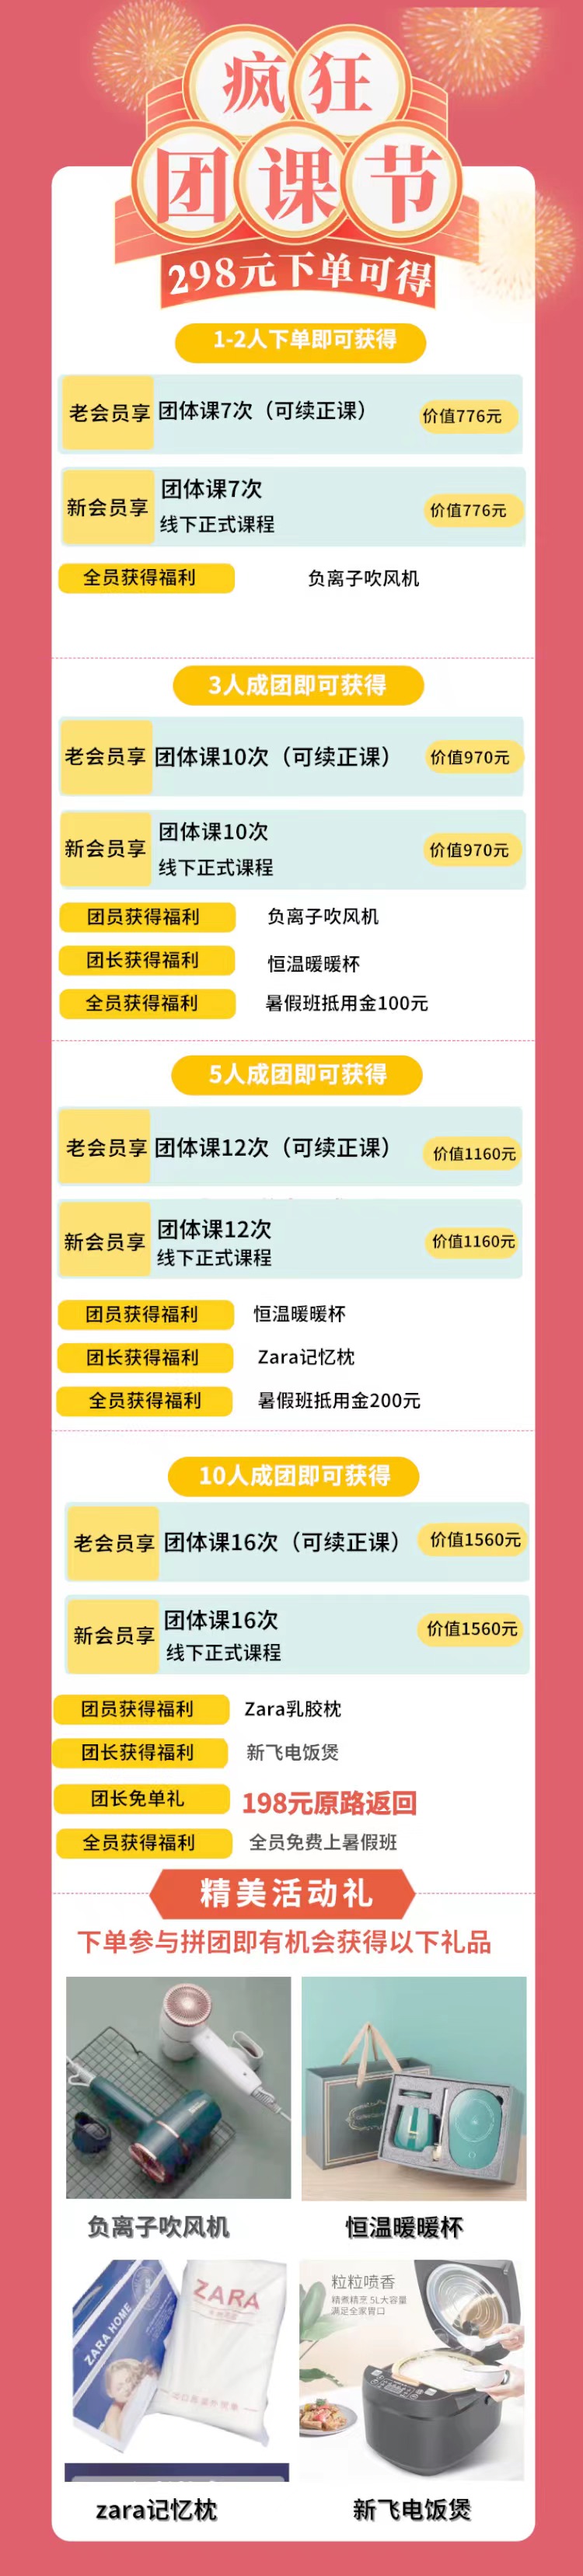 疯狂
团课节
298元下单可得
1-2人下单即可获得
老会员享 团体课7次（可续正课） 价值776元
新会员享 团体课7次 价值776元
线下正式课程
全员获得福利 负离子吹风机
3人成团即可获得
老会员享 团体课10次（可续正课） 价值970元
新会员享 团体课10次 价值970元
线下正式课程
团员获得福利 负离子吹风机
团长获得福利 恒温暖暖杯
全员获得福利 暑假班抵用金100元
5人成团即可获得
老会员享 团体课12次（可续正课） 价值1160元
新会员享 团体课12次 价值1160元
线下正式课程
团员获得福利 恒温暖暖杯
团长获得福利 Zara记忆枕
全员获得福利 暑假班抵用金200元
10人成团即可获得
老会员享 团体课16次（可续正课） 价值1560元
新会员享 团体课16次 价值1560元
线下正式课程
团员获得福利 Zara乳胶枕
团长获得福利 新飞电饭煲
团长免单礼 198元原路返回
全员获得福利 全员免费上暑假班
精美活动礼
下单参与拼团即有机会获得以下礼品
负离子吹风机 恒温暖暖杯
ZARA HOME
ZARA
粒粒喷香
精煮精烹 5L大容量
满足全家胃口
zara记忆枕 新飞电饭煲